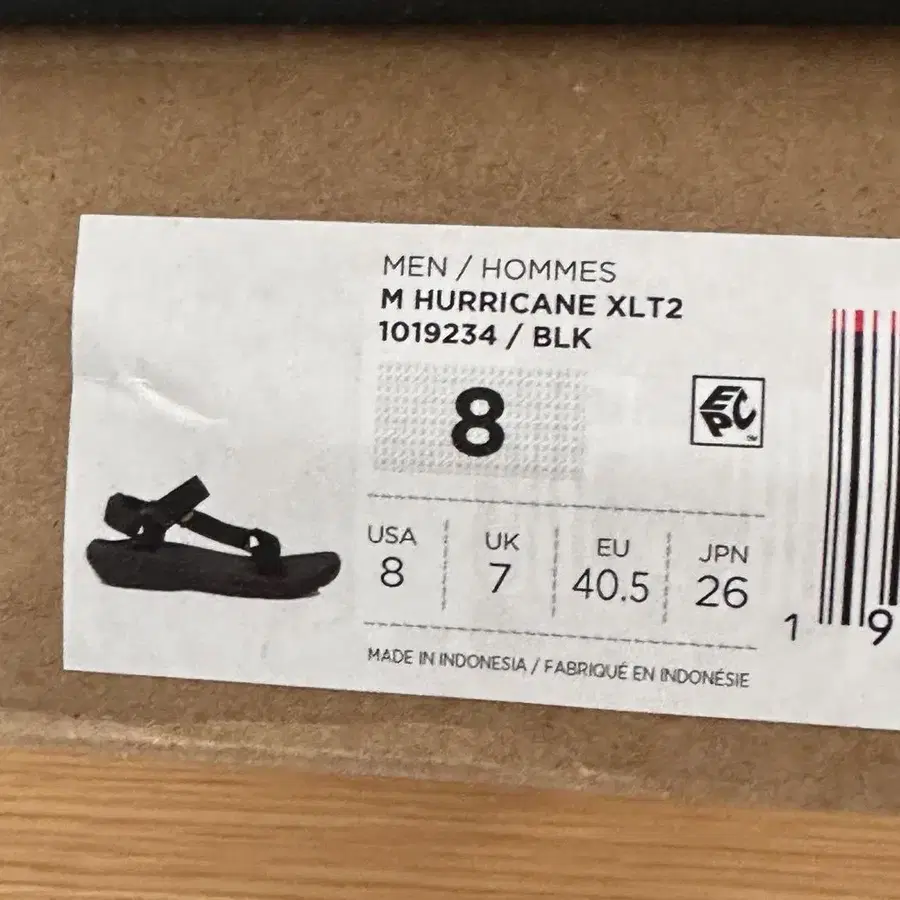 MEN / HOMMES
M HURRICANE XLT2
1019234 / BLK
8
EPC
USA UK EU JPN
8 7 40.5 26
MADE IN INDONESIA / FABRIQUÉ EN INDONÉSIE
1 9